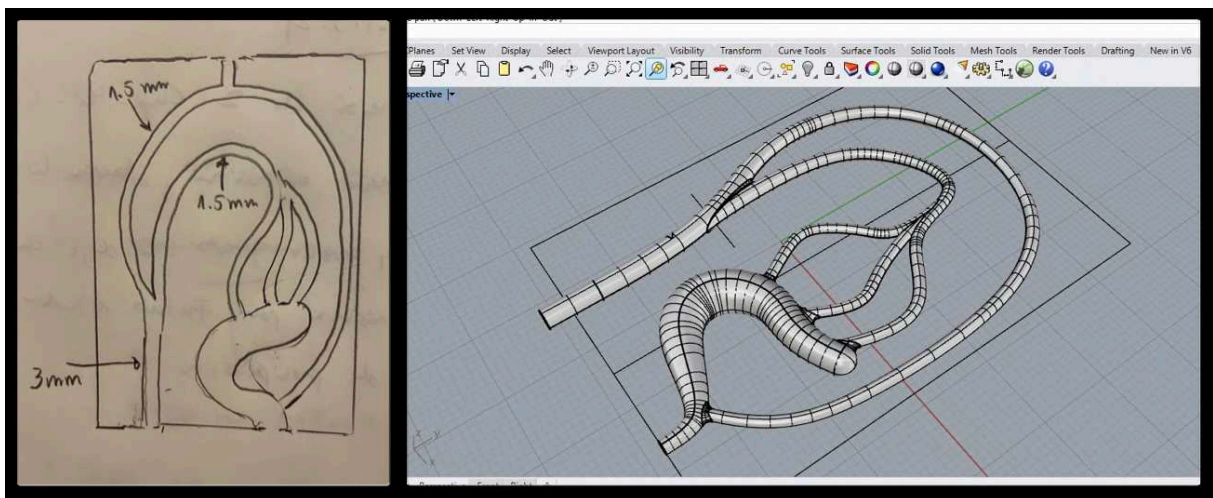 1.5 mm
1.5 mm
3mm
CPlanes Set View Display Select Viewport Layout Visibility Transform Curve Tools Surface Tools Solid Tools Mesh Tools Render Tools Drafting New in V6
spective
z
y
x